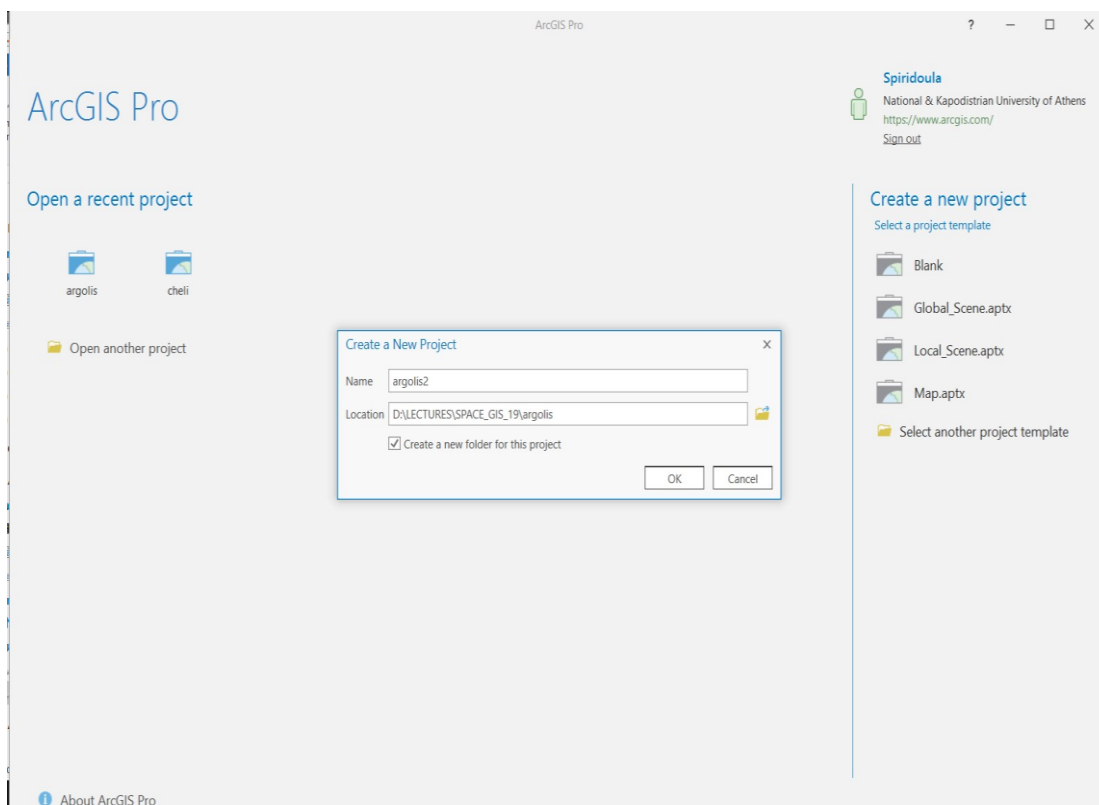 ArcGIS Pro
?
ArcGIS Pro
Spiridoula
National & Kapodistrian University of Athens
https://www.arcgis.com/
Sign out
Open a recent project
argolis
cheli
Open another project
Create a new project
Select a project template
Blank
Global_Scene.aptx
Local_Scene.aptx
Map.aptx
Select another project template
Create a New Project
Name argolis2
Location D:\LECTURES\SPACE_GIS_19\argolis
Create a new folder for this project
OK
Cancel
About ArcGIS Pro